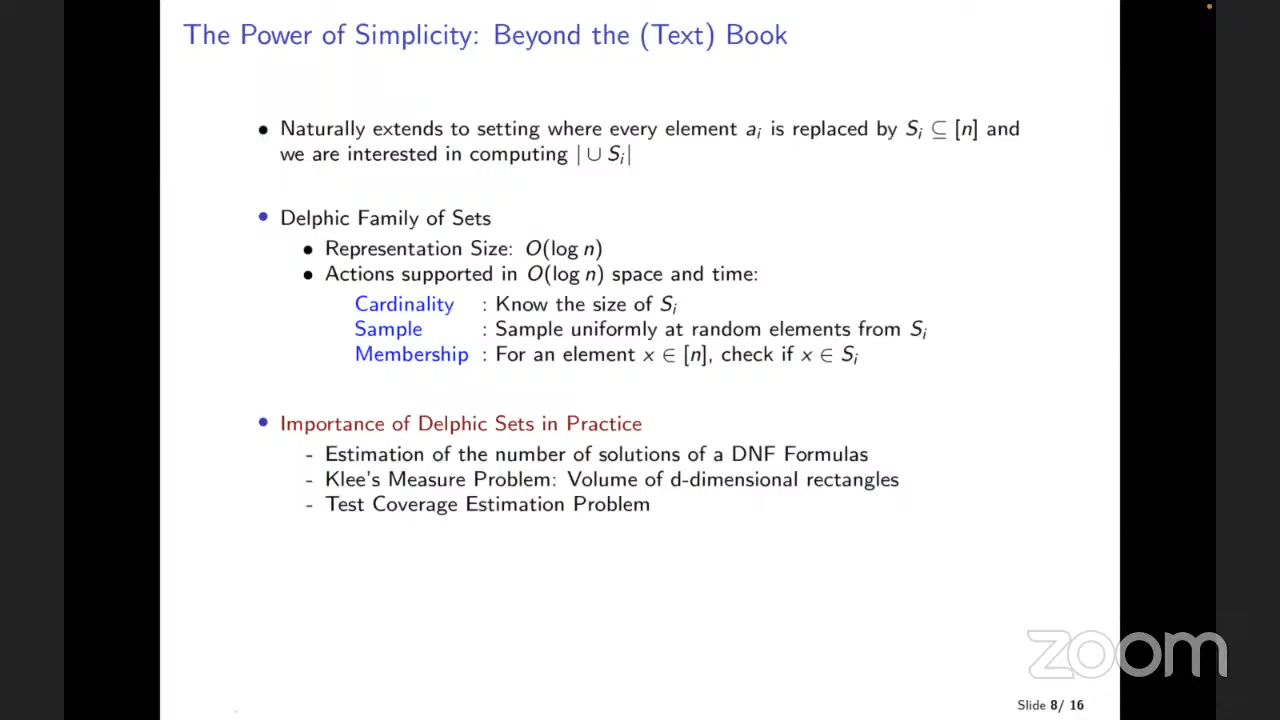 The Power of Simplicity: Beyond the (Text) Book
• Naturally extends to setting where every element aᵢ is replaced by Sᵢ ⊆ [n] and
we are interested in computing | ∪ Sᵢ|
• Delphic Family of Sets
• Representation Size: O(log n)
• Actions supported in O(log n) space and time:
Cardinality : Know the size of Sᵢ
Sample : Sample uniformly at random elements from Sᵢ
Membership : For an element x ∈ [n], check if x ∈ Sᵢ
• Importance of Delphic Sets in Practice
- Estimation of the number of solutions of a DNF Formulas
- Klee's Measure Problem: Volume of d-dimensional rectangles
- Test Coverage Estimation Problem
zoom
Slide 8/ 16